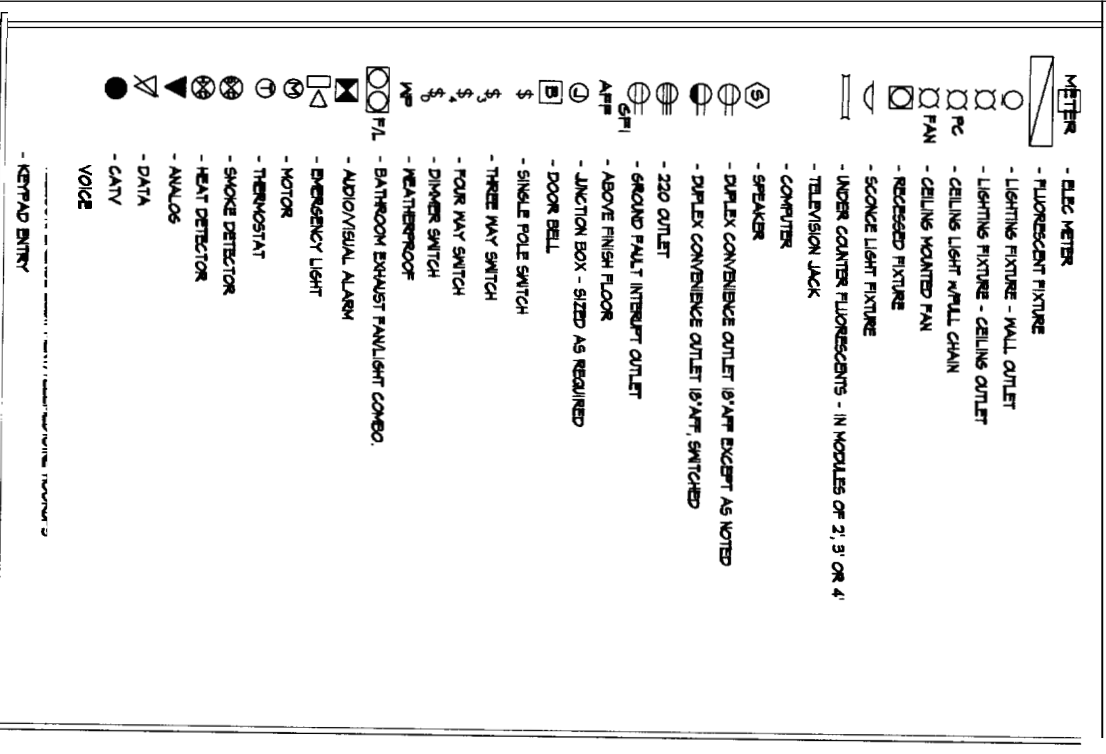 METER - ELEC METER
- FLUORESCENT FIXTURE
- LIGHTING FIXTURE - WALL OUTLET
- LIGHTING FIXTURE - CEILING OUTLET
PC - CEILING LIGHT W/PULL CHAIN
FAN - CEILING MOUNTED FAN
- RECESSED FIXTURE
- SCONCE LIGHT FIXTURE
- UNDER COUNTER FLUORESCENTS - IN MODULES OF 2', 3' OR 4'
- TELEVISION JACK
- COMPUTER
S - SPEAKER
- DUPLEX CONVENIENCE OUTLET 18"AFF EXCEPT AS NOTED
- DUPLEX CONVENIENCE OUTLET 18"AFF, SWITCHED
- 220 OUTLET
GFI - GROUND FAULT INTERUPT OUTLET
AFF - ABOVE FINISH FLOOR
J - JUNCTION BOX - SIZED AS REQUIRED
B - DOOR BELL
$ - SINGLE POLE SWITCH
$3 - THREE WAY SWITCH
$4 - FOUR WAY SWITCH
$D - DIMMER SWITCH
WP - WEATHERPROOF
F/L - BATHROOM EXHAUST FAN/LIGHT COMBO.
- AUDIO/VISUAL ALARM
- EMERGENCY LIGHT
M - MOTOR
T - THERMOSTAT
- SMOKE DETECTOR
- HEAT DETECTOR
- ANALOG
- DATA
- CATV
VOICE
- KEYPAD ENTRY